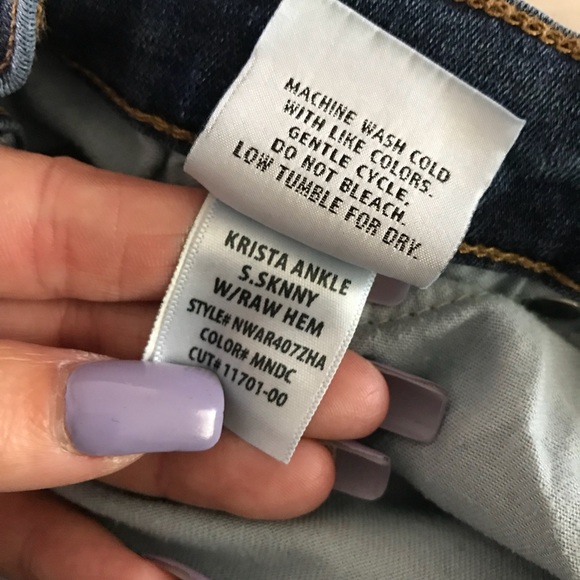 MACHINE WASH COLD
WITH LIKE COLORS.
GENTLE CYCLE.
DO NOT BLEACH.
LOW TUMBLE FOR DRY.
KRISTA ANKLE
S.SKNNY
W/RAW HEM
STYLE# NWAR407ZHA
COLOR# MNDC
CUT# 11701-00